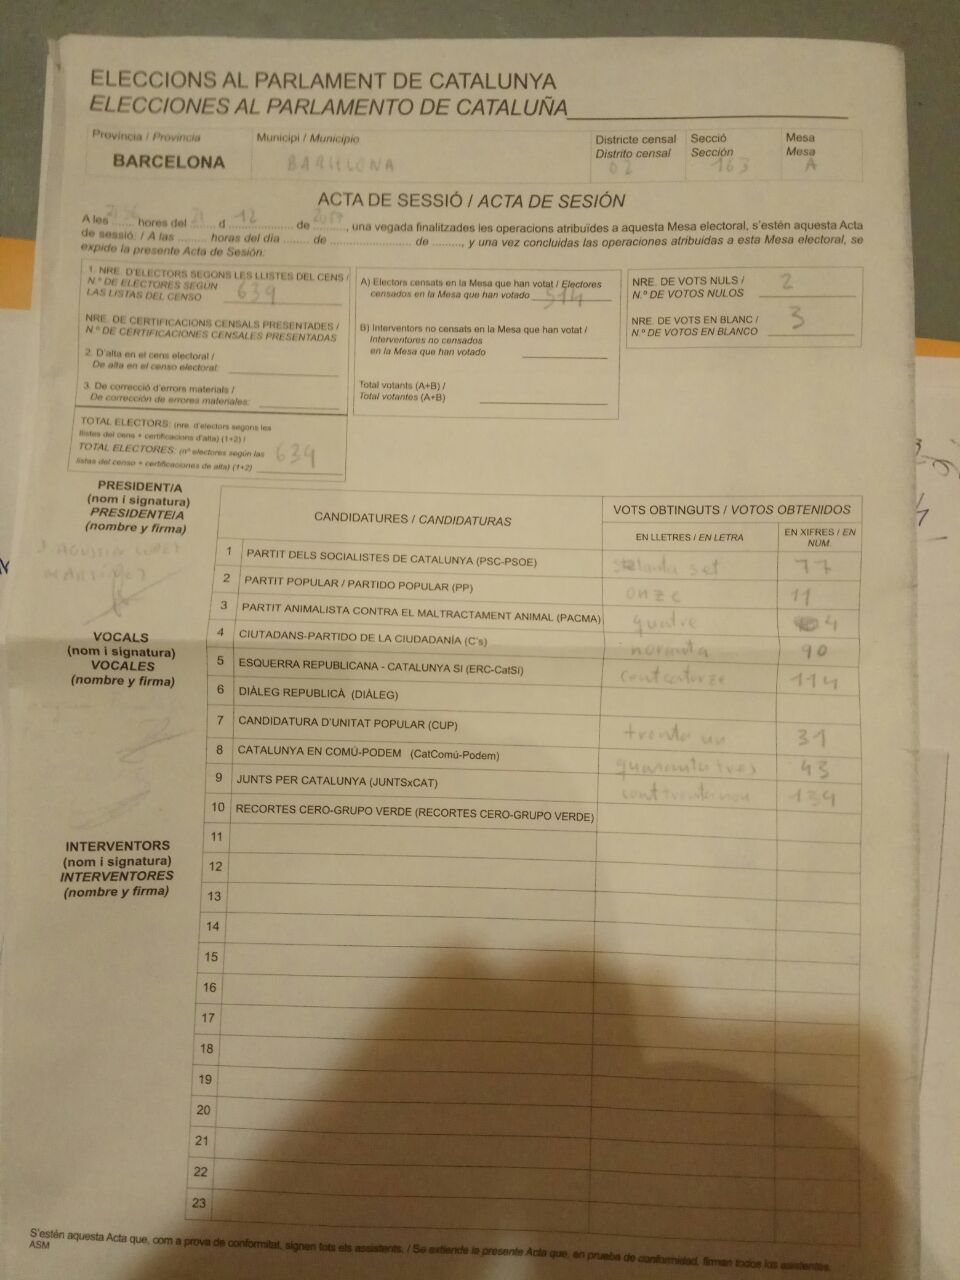 ELECCIONS AL PARLAMENT DE CATALUNYA
ELECCIONES AL PARLAMENTO DE CATALUÑA
Província / Provincia
BARCELONA
Municipi / Municipio
BARCELONA
Districte censal
Distrito censal
02
Secció
Sección
163
Mesa
Mesa
A
ACTA DE SESSIÓ / ACTA DE SESIÓN
A les ....... hores del 21 d 12 de 2017, una vegada finalitzades les operacions atribuïdes a aquesta Mesa electoral, s'estén aquesta Acta
de sessió. / A las ......... horas del día ........ de ........................ de ........, y una vez concluidas las operaciones atribuidas a esta Mesa electoral, se
expide la presente Acta de Sesión.
1. NRE. D'ELECTORS SEGONS LES LLISTES DEL CENS /
N.º DE ELECTORES SEGÚN
LAS LISTAS DEL CENSO 639
NRE. DE CERTIFICACIONS CENSALS PRESENTADES /
N.º DE CERTIFICACIONES CENSALES PRESENTADAS
2. D'alta en el cens electoral /
De alta en el censo electoral:
3. De correcció d'errors materials /
De corrección de errores materiales:
TOTAL ELECTORS: (nre. d'electors segons les
llistes del cens + certificacions d'alta) (1+2) /
TOTAL ELECTORES: (nº electores según las
listas del censo + certificaciones de alta) (1+2) 639
A) Electors censats en la Mesa que han votat / Electores
censados en la Mesa que han votado 514
B) Interventors no censats en la Mesa que han votat /
Interventores no censados
en la Mesa que han votado
Total votants (A+B) /
Total votantes (A+B)
NRE. DE VOTS NULS /
N.º DE VOTOS NULOS 2
NRE. DE VOTS EN BLANC /
N.º DE VOTOS EN BLANCO 3
PRESIDENT/A
(nom i signatura)
PRESIDENTE/A
(nombre y firma)
AGUSTIN LOPEZ
MARTINEZ
VOCALS
(nom i signatura)
VOCALES
(nombre y firma)
INTERVENTORS
(nom i signatura)
INTERVENTORES
(nombre y firma)
CANDIDATURES / CANDIDATURAS
VOTS OBTINGUTS / VOTOS OBTENIDOS
EN LLETRES / EN LETRA
EN XIFRES / EN NÚM.
1 PARTIT DELS SOCIALISTES DE CATALUNYA (PSC-PSOE) setanta set 77
2 PARTIT POPULAR / PARTIDO POPULAR (PP) onze 11
3 PARTIT ANIMALISTA CONTRA EL MALTRACTAMENT ANIMAL (PACMA) quatre 4
4 CIUTADANS-PARTIDO DE LA CIUDADANÍA (C's) noranta 90
5 ESQUERRA REPUBLICANA - CATALUNYA SÍ (ERC-CatSí) cent catorze 114
6 DIÀLEG REPUBLICÀ (DIÀLEG)
7 CANDIDATURA D'UNITAT POPULAR (CUP) trenta un 31
8 CATALUNYA EN COMÚ-PODEM (CatComú-Podem) quaranta tres 43
9 JUNTS PER CATALUNYA (JUNTSxCAT) cent trenta nou 139
10 RECORTES CERO-GRUPO VERDE (RECORTES CERO-GRUPO VERDE)
11
12
13
14
15
16
17
18
19
20
21
22
23
S'estén aquesta Acta que, com a prova de conformitat, signen tots els assistents. / Se extiende la presente Acta que, en prueba de conformidad, firman todos los asistentes.
ASM